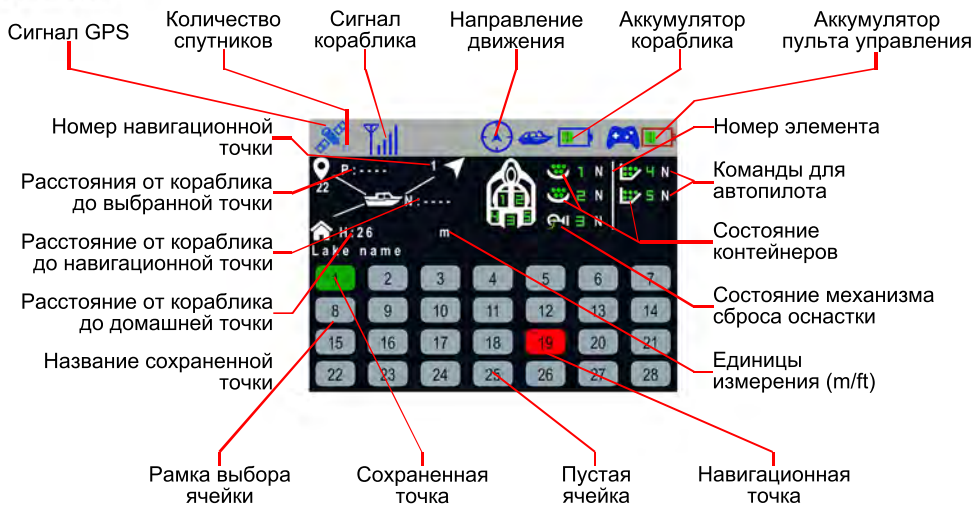 Сигнал GPS
Количество
спутников
Сигнал
кораблика
Направление
движения
Аккумулятор
кораблика
Аккумулятор
пульта управления
Номер навигационной
точки
Расстояния от кораблика
до выбранной точки
Расстояние от кораблика
до навигационной точки
Расстояние от кораблика
до домашней точки
Название сохраненной
точки
22
P:----
1
N:----
H:26 m
Lake name
1 2
3 3
1 N
2 N
3 N
4 N
5 N
1 2 3 4 5 6 7
8 9 10 11 12 13 14
15 16 17 18 19 20 21
22 23 24 25 26 27 28
Номер элемента
Команды для
автопилота
Состояние
контейнеров
Состояние механизма
сброса оснастки
Единицы
измерения (m/ft)
Рамка выбора
ячейки
Сохраненная
точка
Пустая
ячейка
Навигационная
точка